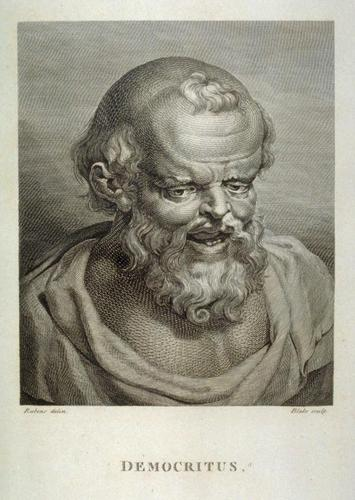 Rubens delin.
Blake sculp.
DEMOCRITUS.